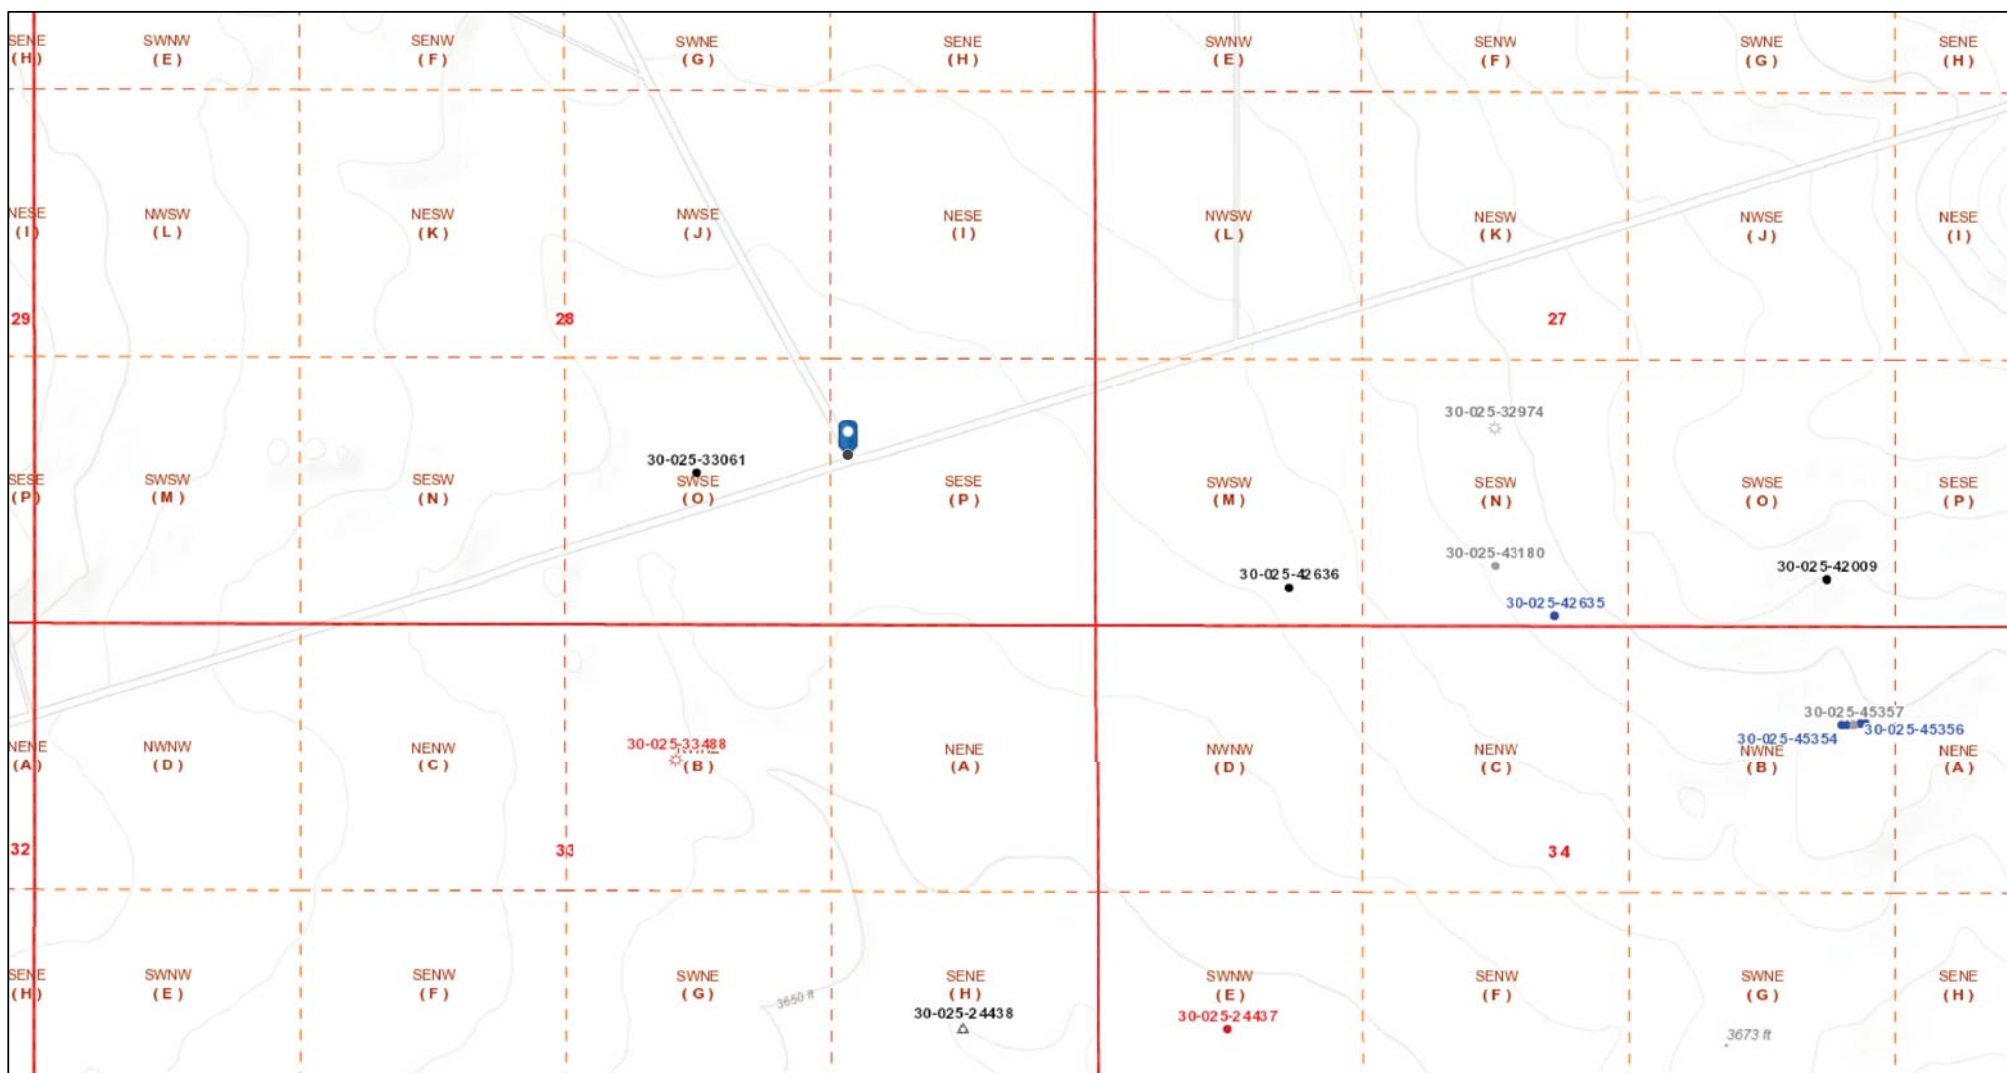 SENE
(H)
SWNW
(E)
SENW
(F)
SWNE
(G)
SENE
(H)
SWNW
(E)
SENW
(F)
SWNE
(G)
SENE
(H)
NESE
(I)
NWSW
(L)
NESW
(K)
NWSE
(J)
NESE
(I)
NWSW
(L)
NESW
(K)
NWSE
(J)
NESE
(I)
29
28
27
30-025-32974
30-025-33061
SESE
(P)
SWSW
(M)
SESW
(N)
SWSE
(O)
SESE
(P)
SWSW
(M)
SESW
(N)
SWSE
(O)
SESE
(P)
30-025-43180
30-025-42636
30-025-42009
30-025-42635
30-025-45357
30-025-45356
30-025-45354
30-025-33488
NENE
(A)
NWNW
(D)
NENW
(C)
(B)
NENE
(A)
NWNW
(D)
NENW
(C)
NWNE
(B)
NENE
(A)
32
33
34
SENE
(H)
SWNW
(E)
SENW
(F)
SWNE
(G)
SENE
(H)
SWNW
(E)
SENW
(F)
SWNE
(G)
SENE
(H)
3650 ft
30-025-24438
30-025-24437
3673 ft